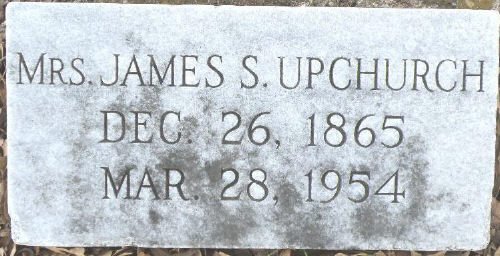 Mrs. JAMES S. UPCHURCH
DEC. 26, 1865
MAR. 28, 1954